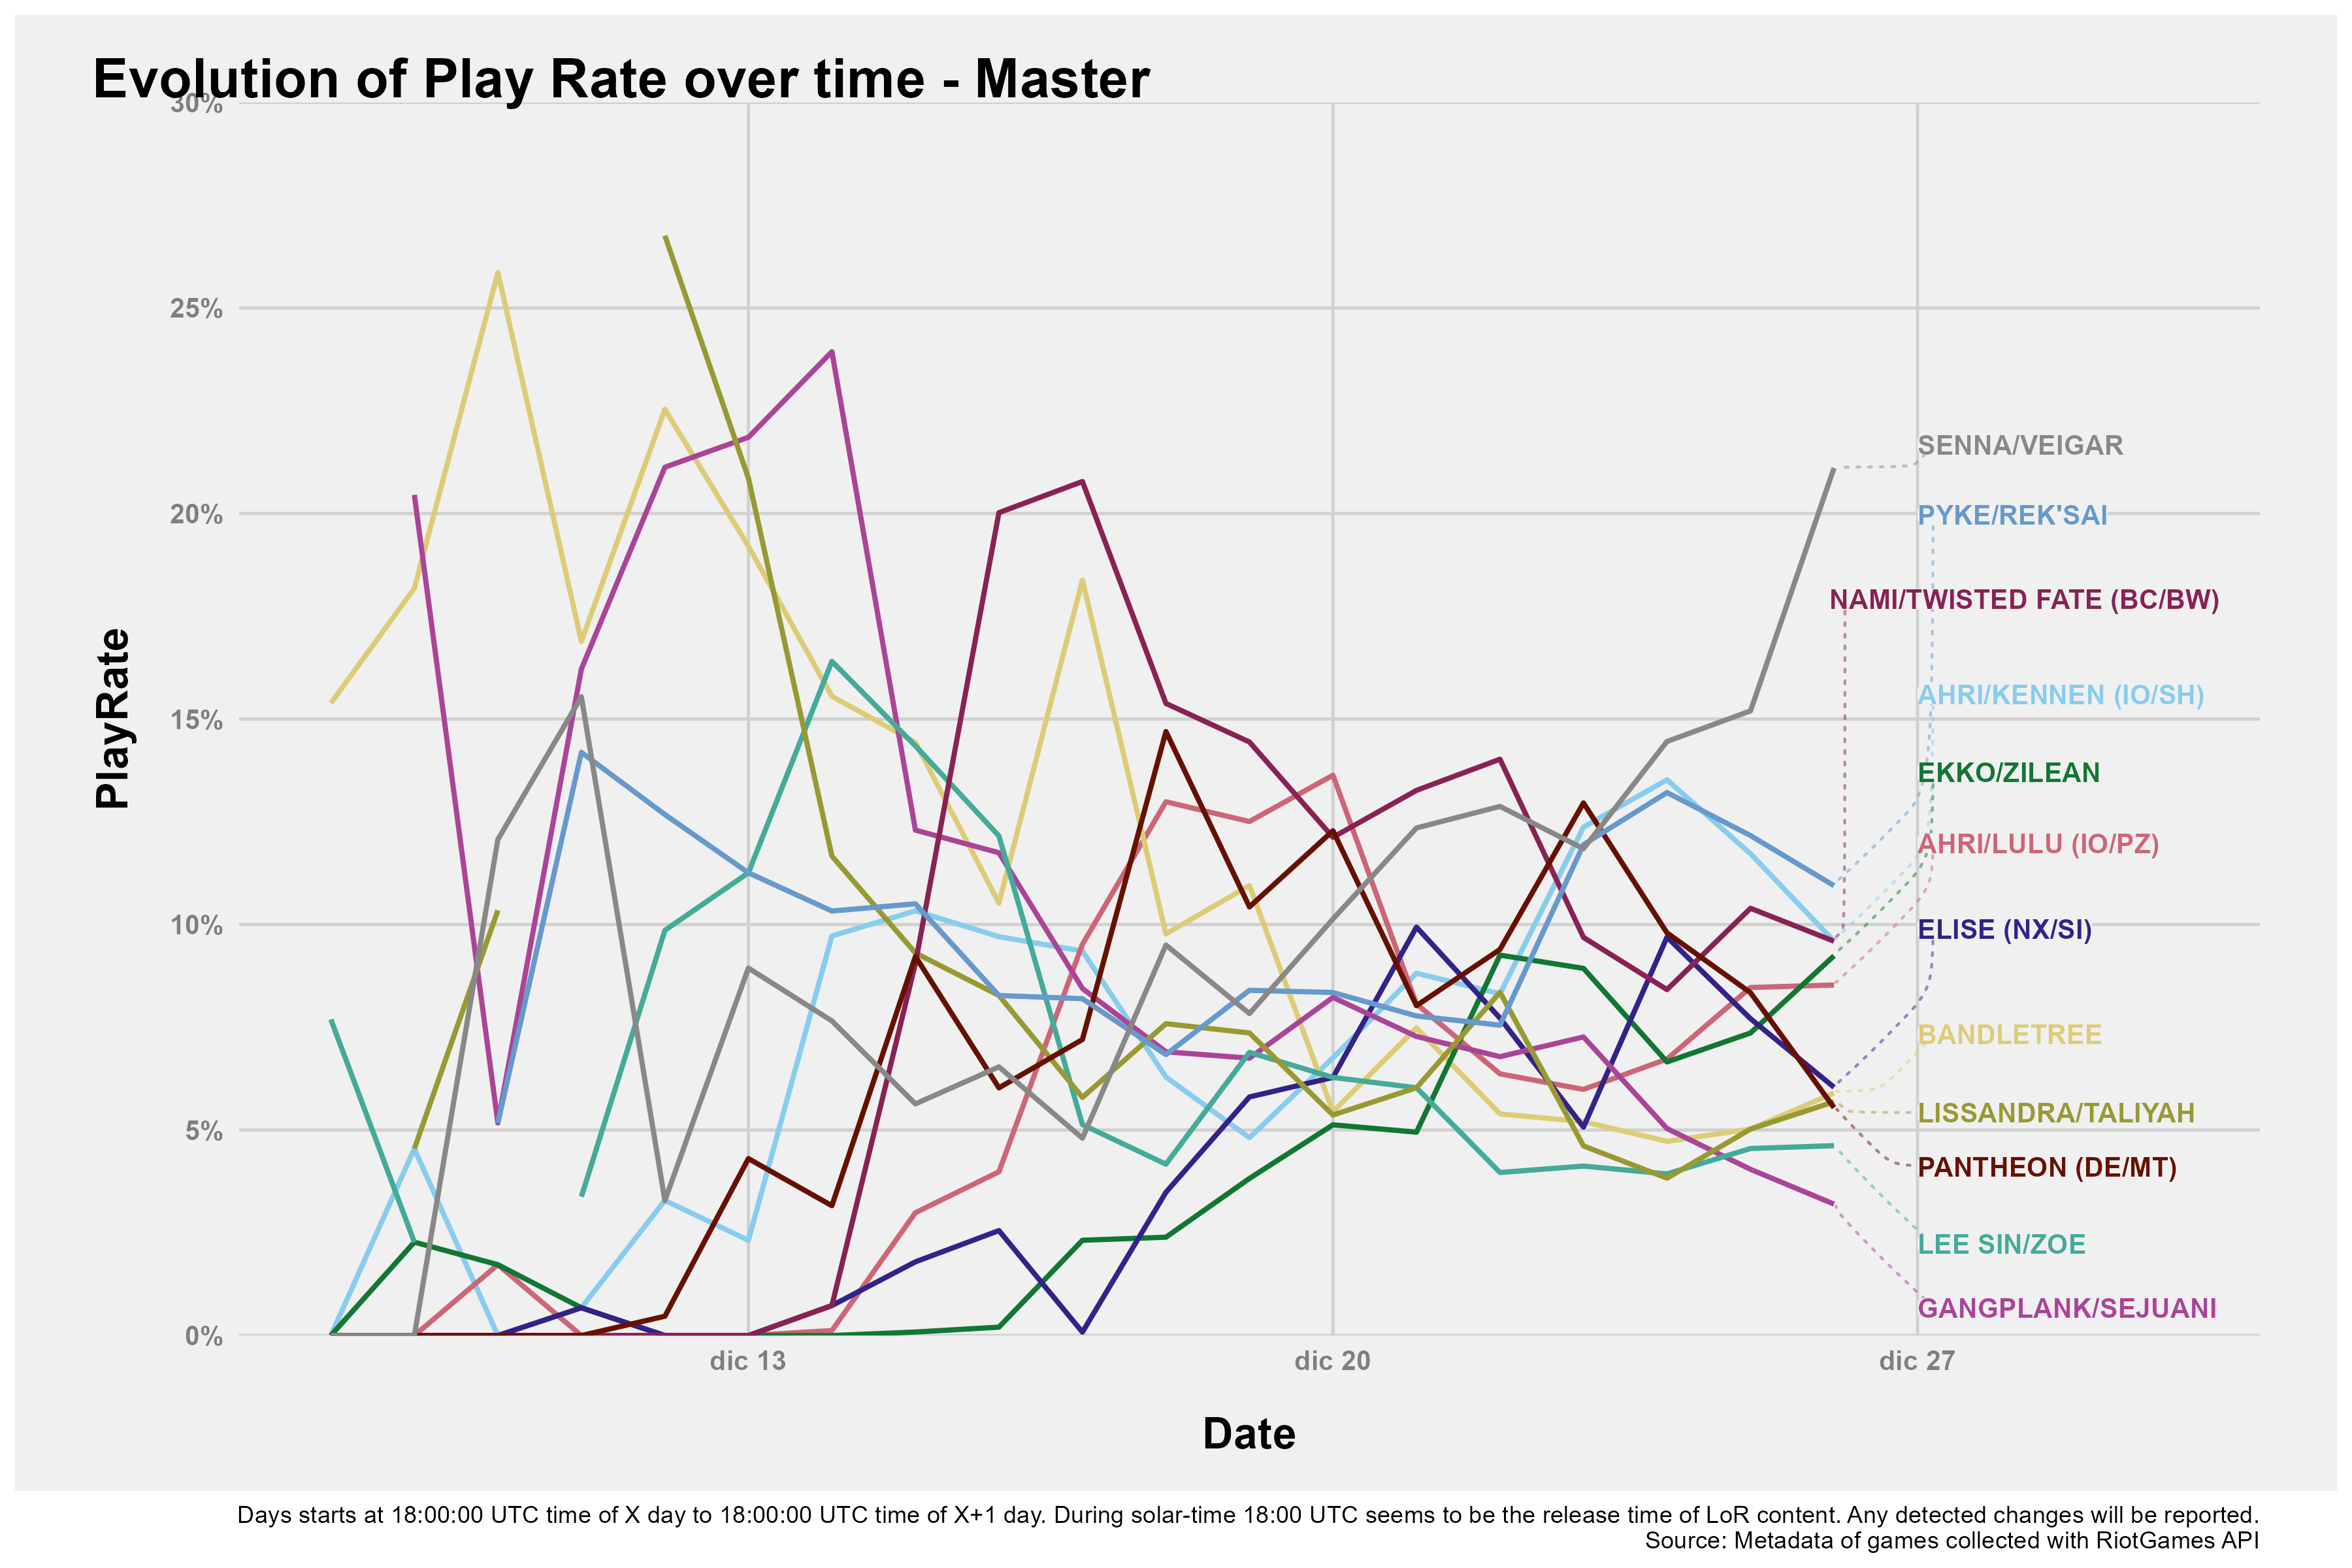 Evolution of Play Rate over time - Master
30%
25%
20%
15%
10%
5%
0%
PlayRate
SENNA/VEIGAR
PYKE/REK'SAI
NAMI/TWISTED FATE (BC/BW)
AHRI/KENNEN (IO/SH)
EKKO/ZILEAN
AHRI/LULU (IO/PZ)
ELISE (NX/SI)
BANDLETREE
LISSANDRA/TALIYAH
PANTHEON (DE/MT)
LEE SIN/ZOE
GANGPLANK/SEJUANI
dic 13 dic 20 dic 27
Date
Days starts at 18:00:00 UTC time of X day to 18:00:00 UTC time of X+1 day. During solar-time 18:00 UTC seems to be the release time of LoR content. Any detected changes will be reported.
Source: Metadata of games collected with RiotGames API